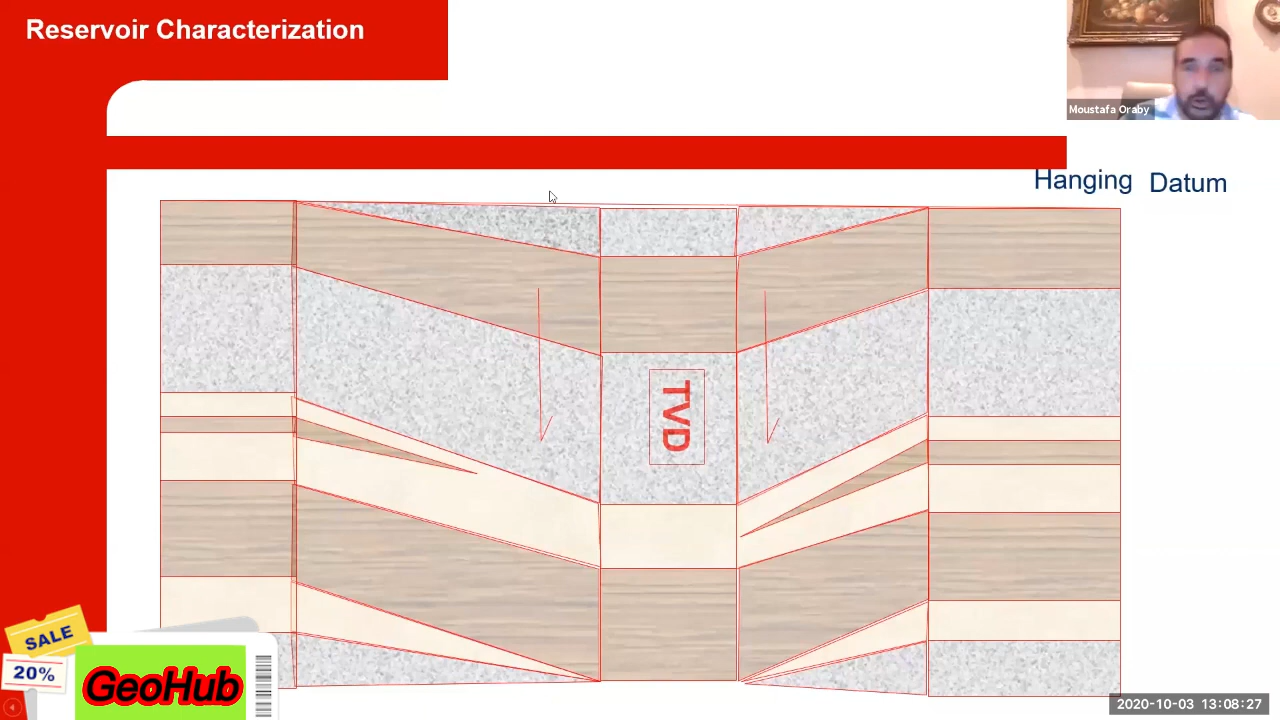 Reservoir Characterization
Moustafa Oraby
Hanging Datum
TVD
SALE
20%
GeoHub
2020-10-03 13:08:27